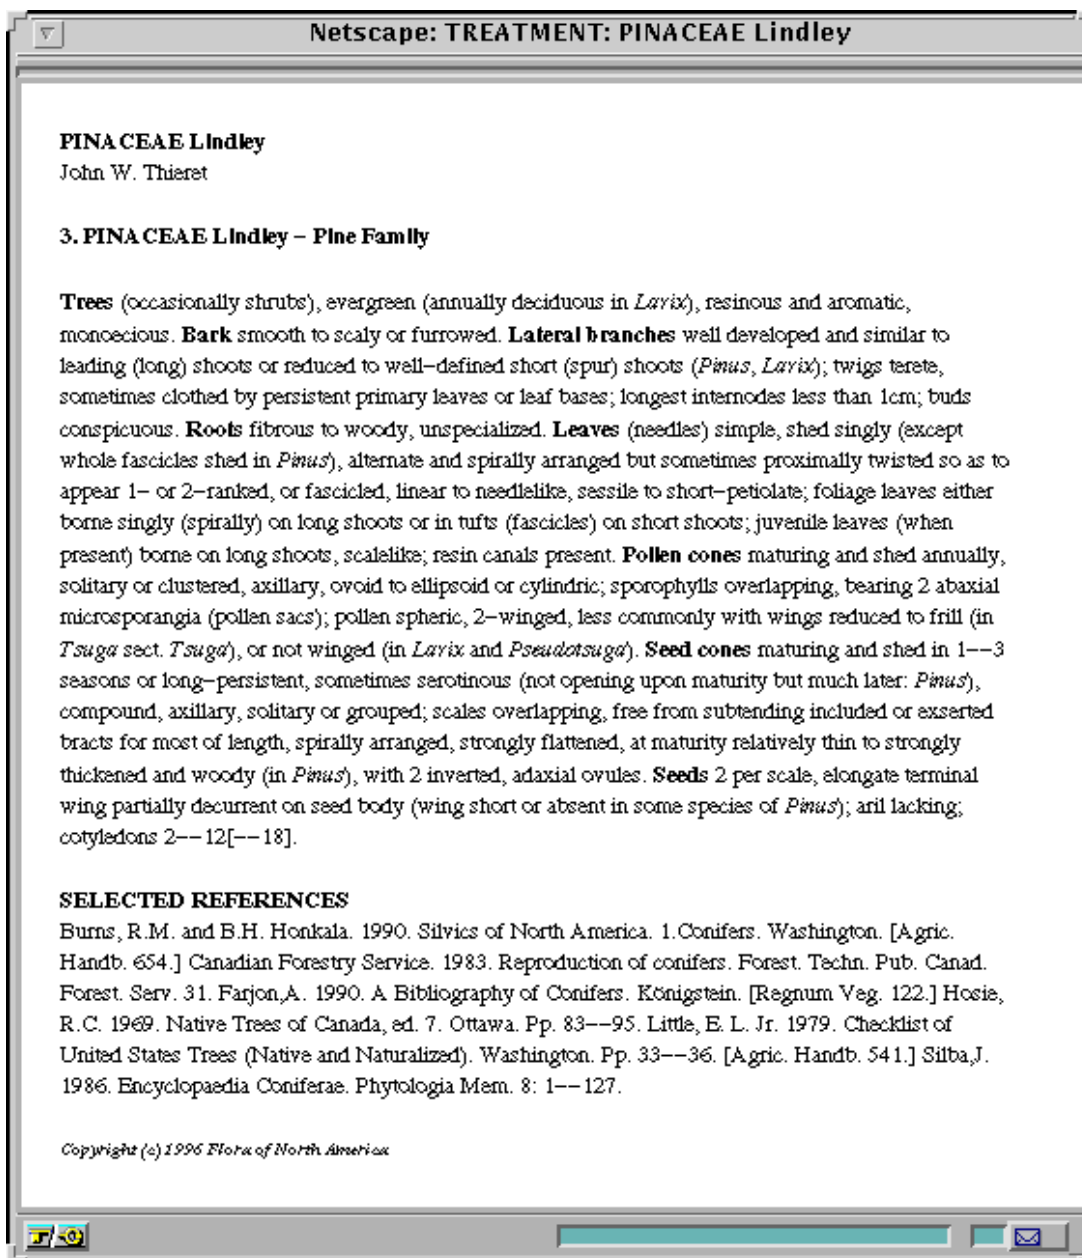 Netscape: TREATMENT: PINACEAE Lindley
PINACEAE Lindley
John W. Thieret
3. PINACEAE Lindley − Pine Family
Trees (occasionally shrubs), evergreen (annually deciduous in Larix), resinous and aromatic,
monoecious. Bark smooth to scaly or furrowed. Lateral branches well developed and similar to
leading (long) shoots or reduced to well−defined short (spur) shoots (Pinus, Larix); twigs terete,
sometimes clothed by persistent primary leaves or leaf bases; longest internodes less than 1cm; buds
conspicuous. Roots fibrous to woody, unspecialized. Leaves (needles) simple, shed singly (except
whole fascicles shed in Pinus), alternate and spirally arranged but sometimes proximally twisted so as to
appear 1− or 2−ranked, or fascicled, linear to needlelike, sessile to short−petiolate; foliage leaves either
borne singly (spirally) on long shoots or in tufts (fascicles) on short shoots; juvenile leaves (when
present) borne on long shoots, scalelike; resin canals present. Pollen cones maturing and shed annually,
solitary or clustered, axillary, ovoid to ellipsoid or cylindric; sporophylls overlapping, bearing 2 abaxial
microsporangia (pollen sacs); pollen spheric, 2−winged, less commonly with wings reduced to frill (in
Tsuga sect. Tsuga), or not winged (in Larix and Pseudotsuga). Seed cones maturing and shed in 1−−3
seasons or long−persistent, sometimes serotinous (not opening upon maturity but much later: Pinus),
compound, axillary, solitary or grouped; scales overlapping, free from subtending included or exserted
bracts for most of length, spirally arranged, strongly flattened, at maturity relatively thin to strongly
thickened and woody (in Pinus), with 2 inverted, adaxial ovules. Seeds 2 per scale, elongate terminal
wing partially decurrent on seed body (wing short or absent in some species of Pinus); aril lacking;
cotyledons 2−−12[−−18].
SELECTED REFERENCES
Burns, R.M. and B.H. Honkala. 1990. Silvics of North America. 1.Conifers. Washington. [Agric.
Handb. 654.] Canadian Forestry Service. 1983. Reproduction of conifers. Forest. Techn. Pub. Canad.
Forest. Serv. 31. Farjon,A. 1990. A Bibliography of Conifers. Königstein. [Regnum Veg. 122.] Hosie,
R.C. 1969. Native Trees of Canada, ed. 7. Ottawa. Pp. 83−−95. Little, E. L. Jr. 1979. Checklist of
United States Trees (Native and Naturalized). Washington. Pp. 33−−36. [Agric. Handb. 541.] Silba,J.
1986. Encyclopaedia Coniferae. Phytologia Mem. 8: 1−−127.
Copyright (c) 1996 Flora of North America